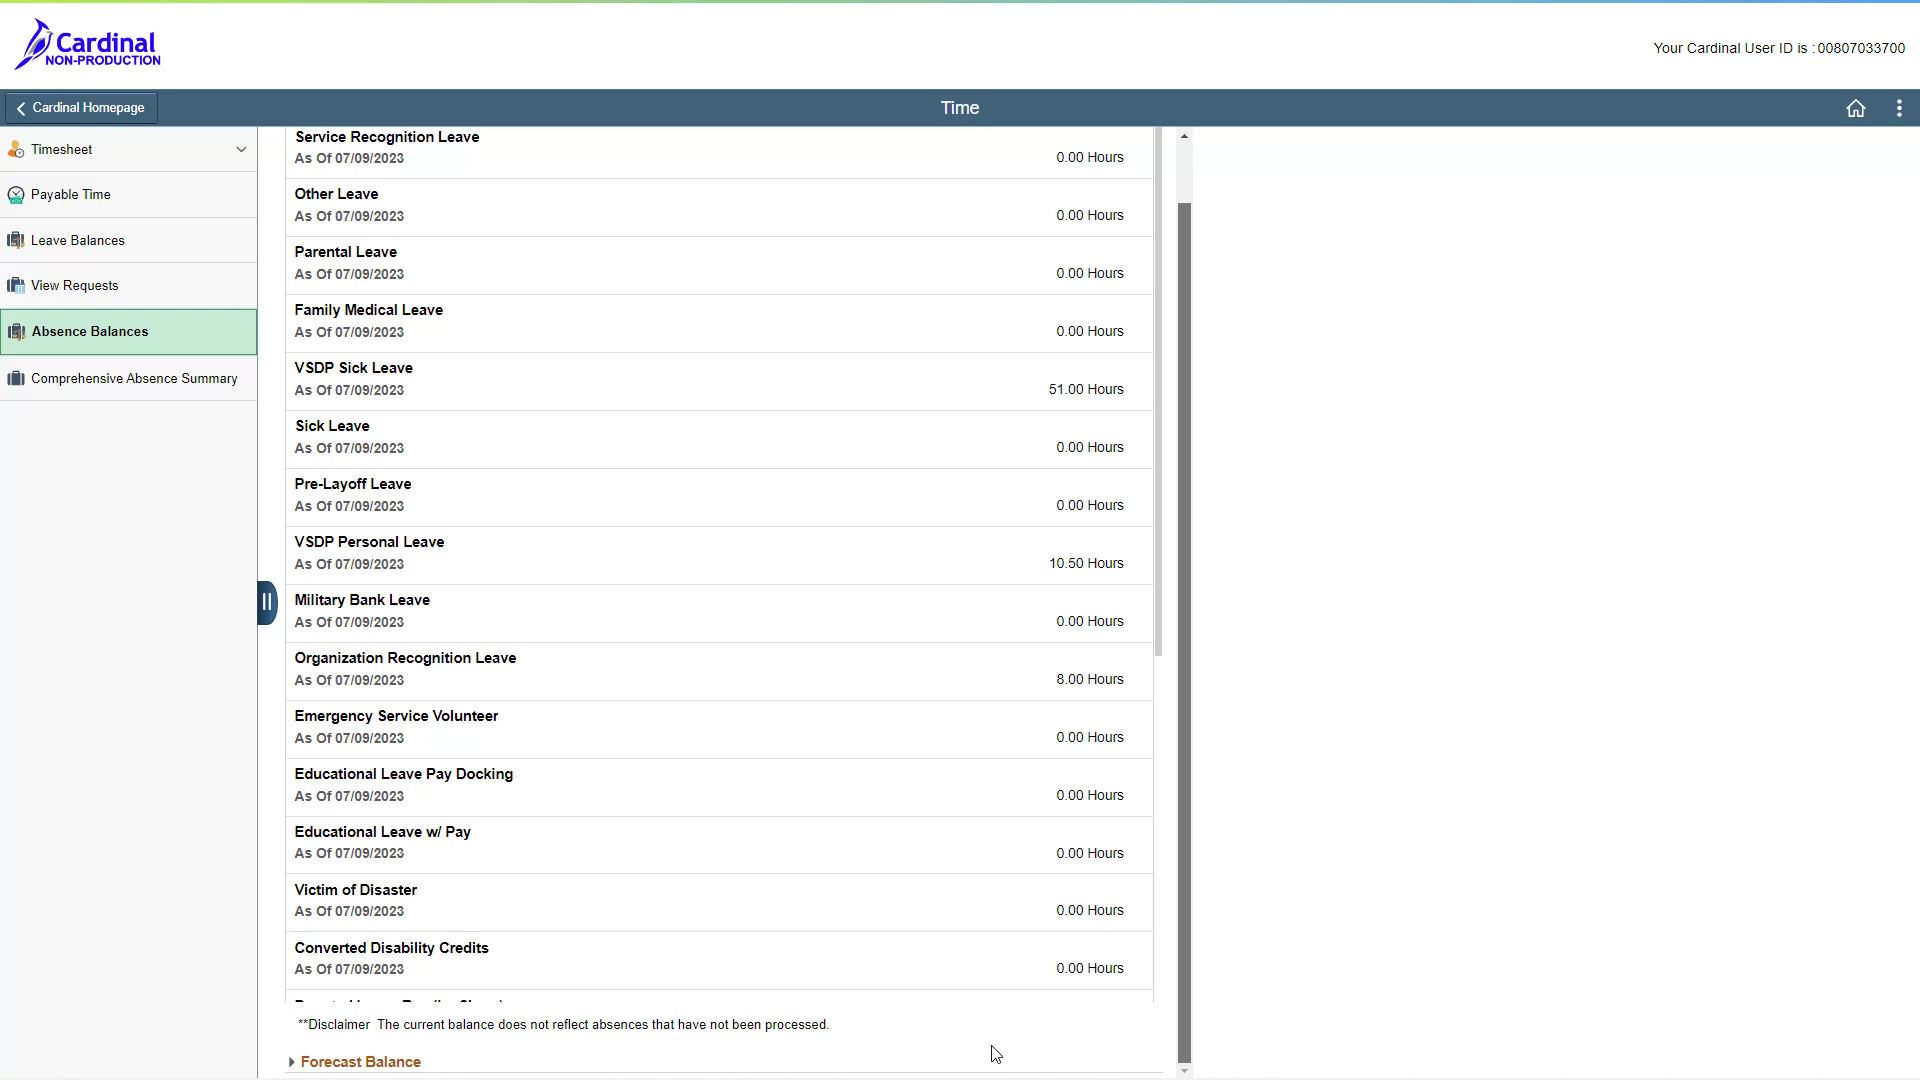 Cardinal
NON-PRODUCTION
Your Cardinal User ID is : 00807033700
Cardinal Homepage
Time
Timesheet
Payable Time
Leave Balances
View Requests
Absence Balances
Comprehensive Absence Summary
Service Recognition Leave
As Of 07/09/2023
0.00 Hours
Other Leave
As Of 07/09/2023
0.00 Hours
Parental Leave
As Of 07/09/2023
0.00 Hours
Family Medical Leave
As Of 07/09/2023
0.00 Hours
VSDP Sick Leave
As Of 07/09/2023
51.00 Hours
Sick Leave
As Of 07/09/2023
0.00 Hours
Pre-Layoff Leave
As Of 07/09/2023
0.00 Hours
VSDP Personal Leave
As Of 07/09/2023
10.50 Hours
Military Bank Leave
As Of 07/09/2023
0.00 Hours
Organization Recognition Leave
As Of 07/09/2023
8.00 Hours
Emergency Service Volunteer
As Of 07/09/2023
0.00 Hours
Educational Leave Pay Docking
As Of 07/09/2023
0.00 Hours
Educational Leave w/ Pay
As Of 07/09/2023
0.00 Hours
Victim of Disaster
As Of 07/09/2023
0.00 Hours
Converted Disability Credits
As Of 07/09/2023
0.00 Hours
**Disclaimer The current balance does not reflect absences that have not been processed.
Forecast Balance